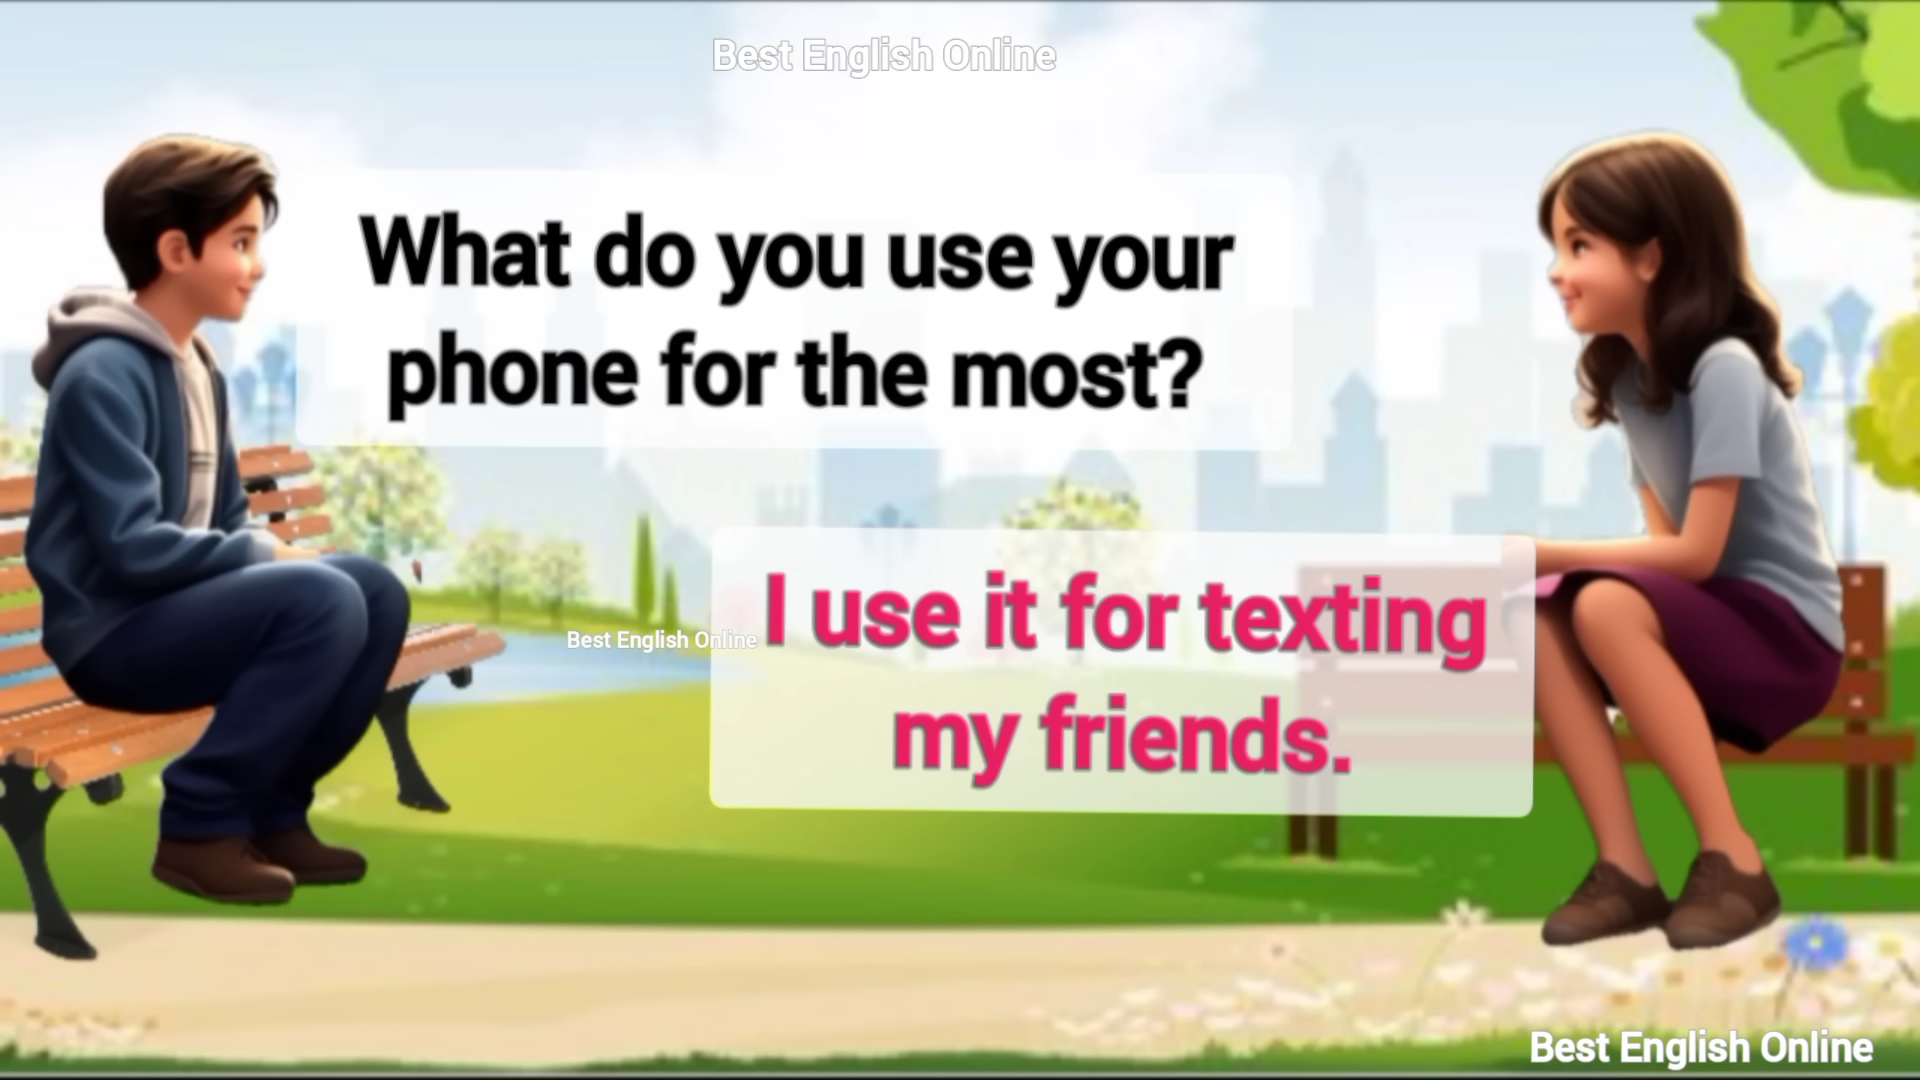 Best English Online
What do you use your
phone for the most?
I use it for texting
my friends.
Best English Online
Best English Online